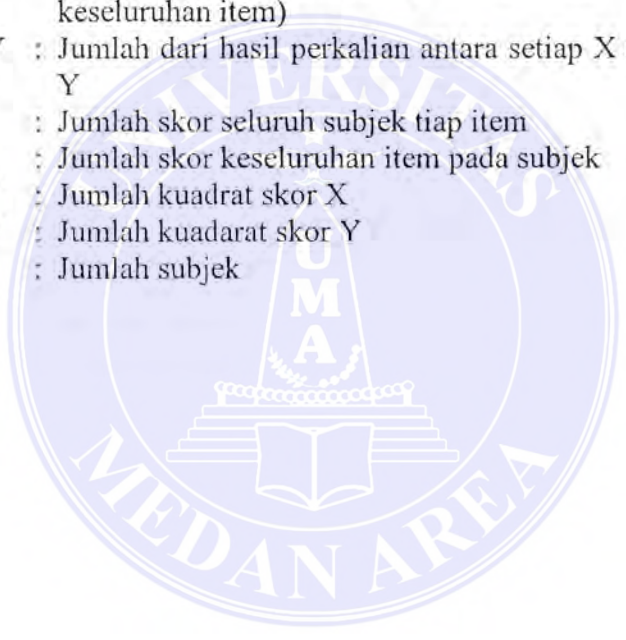 keseluruhan item)
: Jumlah dari hasil perkalian antara setiap X
Y
: Jumlah skor seluruh subjek tiap item
: Jumlah skor keseluruhan item pada subjek
: Jumlah kuadrat skor X
: Jumlah kuadarat skor Y
: Jumlah subjek
UNIVERSITAS
UMA
MEDAN AREA